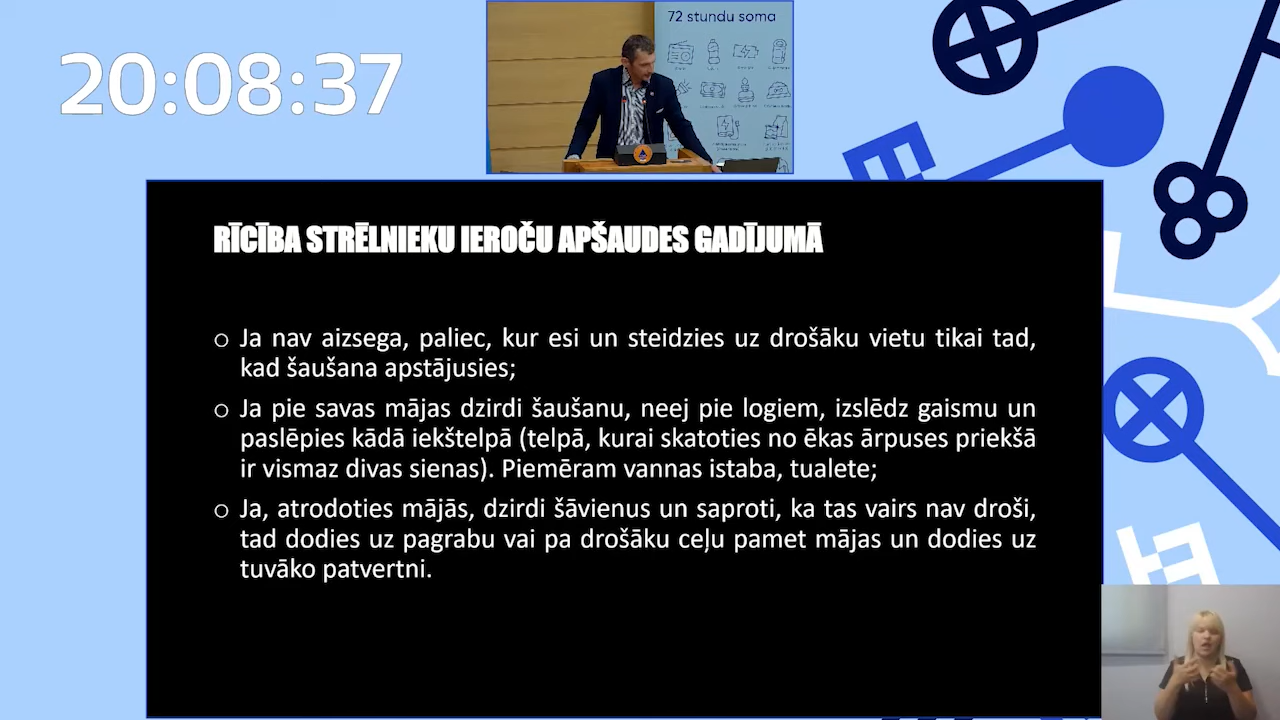 20:08:37
72 stundu soma
RĪCĪBA STRĒLNIEKU IEROČU APŠAUDES GADĪJUMĀ
o Ja nav aizsega, paliec, kur esi un steidzies uz drošāku vietu tikai tad,
kad šaušana apstājusies;
o Ja pie savas mājas dzirdi šaušanu, neej pie logiem, izslēdz gaismu un
paslēpies kādā iekštelpā (telpā, kurai skatoties no ēkas ārpuses priekšā
ir vismaz divas sienas). Piemēram vannas istaba, tualete;
o Ja, atrodoties mājās, dzirdi šāvienus un saproti, ka tas vairs nav droši,
tad dodies uz pagrabu vai pa drošāku ceļu pamet mājas un dodies uz
tuvāko patvertni.